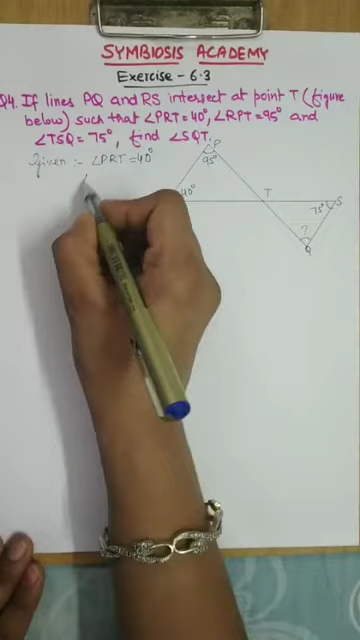 SYMBIOSIS ACADEMY
Exercise - 6.3
Q4. If lines PQ and RS intersect at point T (figure
below) such that ∠PRT = 40°, ∠RPT = 95° and
∠TSQ = 75°, find ∠SQT.
Given :- ∠PRT = 40°
P
95°
40°
T
S
75°
?
Q